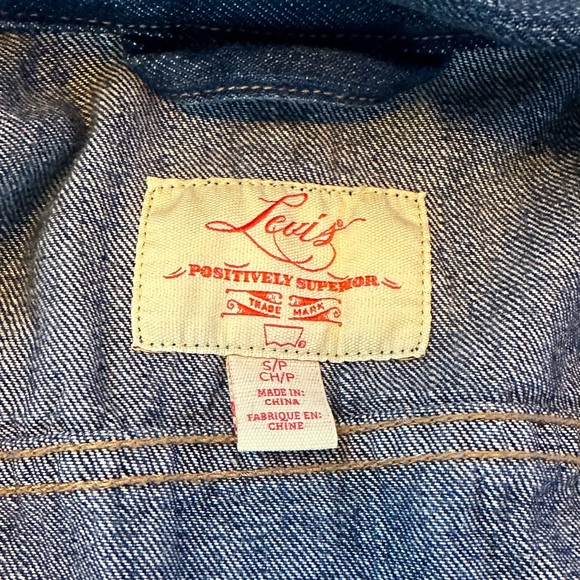 Levi's®
POSITIVELY SUPERIOR
TRADE MARK
S/P
CH/P
MADE IN:
CHINA
FABRIQUE EN:
CHINE